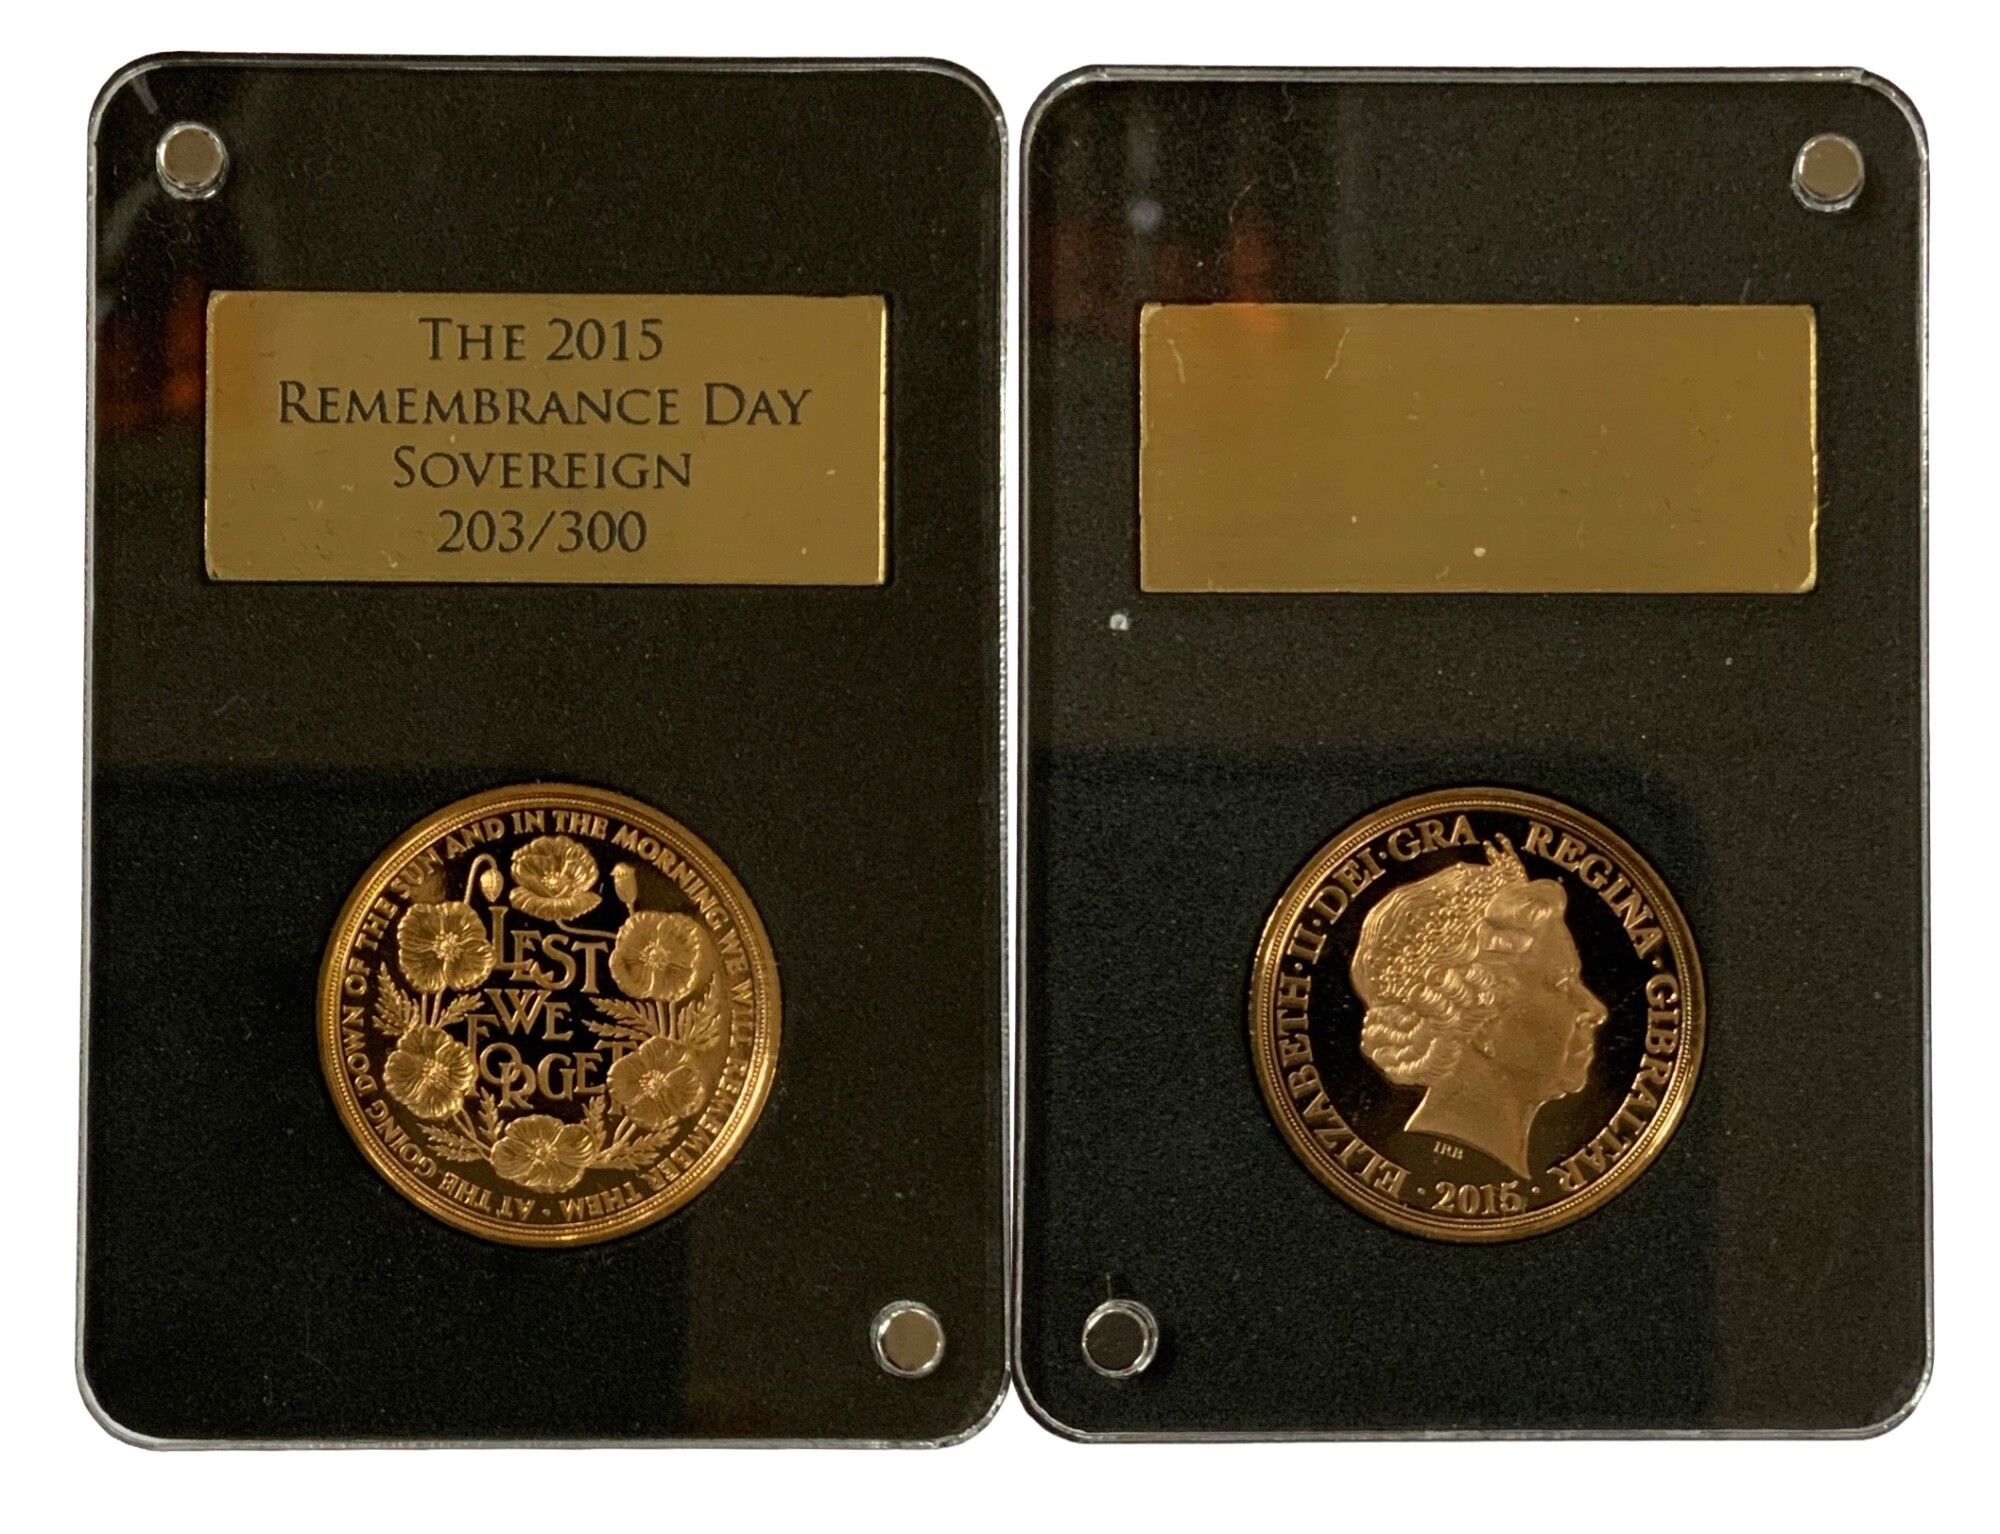 THE 2015
REMEMBRANCE DAY
SOVEREIGN
203/300
AT THE GOING DOWN OF THE SUN AND IN THE MORNING WE WILL REMEMBER THEM ·
LEST
WE
FORGET
ELIZABETH·II·DEI·GRA REGINA·GIBRALTAR
· 2015 ·
IRB